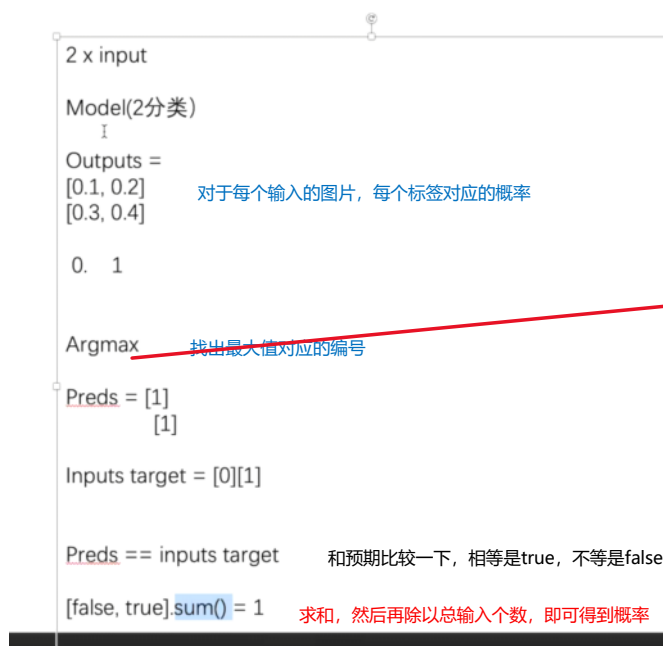 2 x input
Model(2分类)
Outputs =
[0.1, 0.2] 对于每个输入的图片，每个标签对应的概率
[0.3, 0.4]
0. 1
Argmax 找出最大值对应的编号
Preds = [1]
[1]
Inputs target = [0][1]
Preds == inputs target 和预期比较一下，相等是true，不等是false
[false, true].sum() = 1 求和，然后再除以总输入个数，即可得到概率